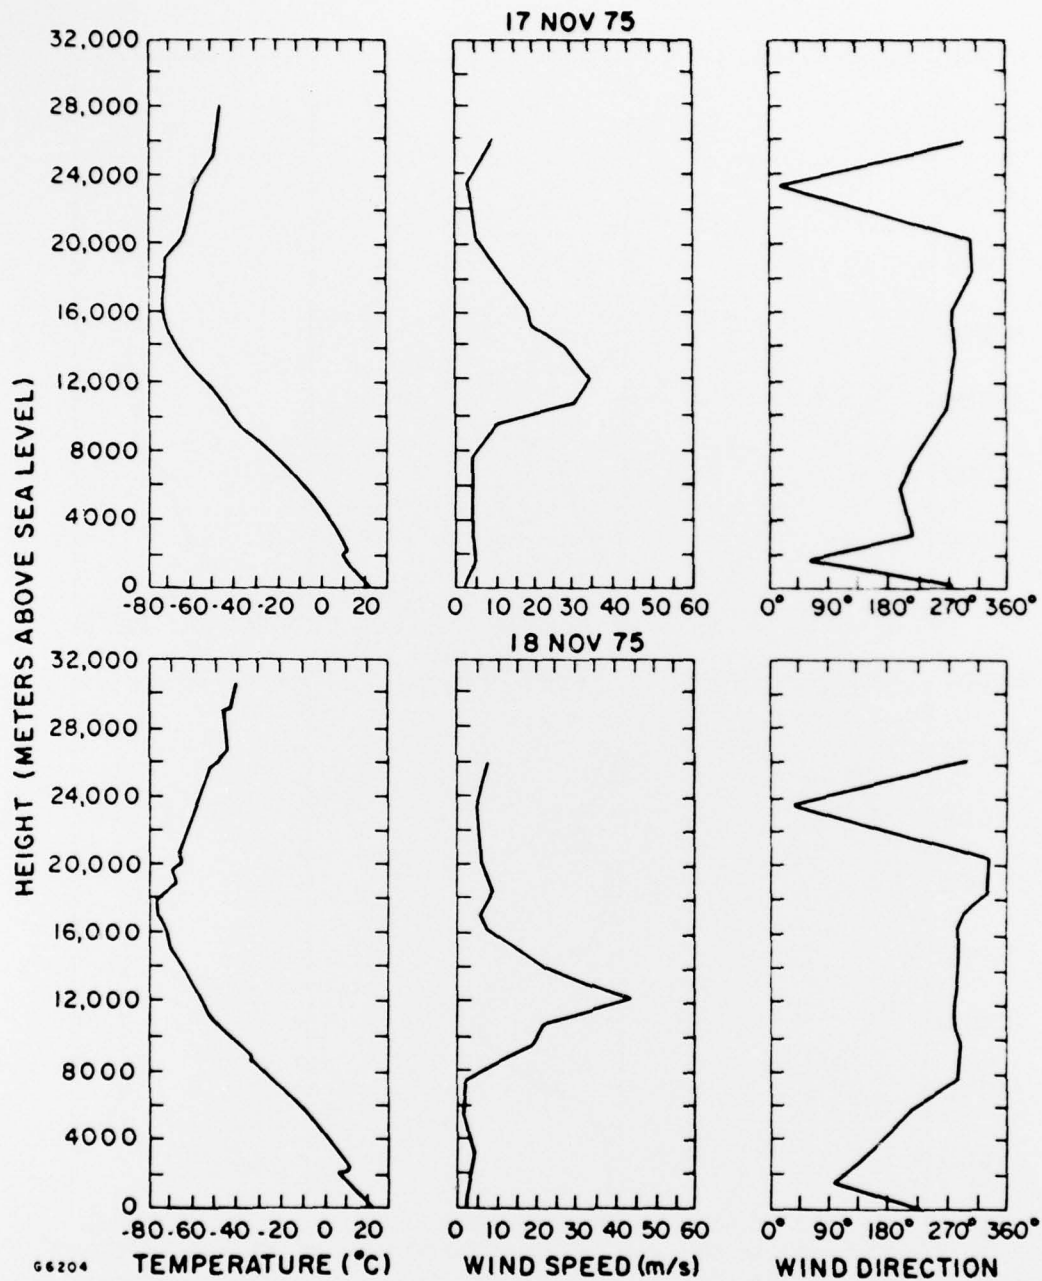 17 NOV 75
32,000
28,000
24,000
20,000
16,000
12,000
8000
4000
0
-80 -60 -40 -20 0 20
0 10 20 30 40 50 60
0° 90° 180° 270° 360°
18 NOV 75
32,000
28,000
24,000
20,000
16,000
12,000
8000
4000
0
-80 -60 -40 -20 0 20
0 10 20 30 40 50 60
0° 90° 180° 270° 360°
HEIGHT (METERS ABOVE SEA LEVEL)
G6204 TEMPERATURE (°C) WIND SPEED (m/s) WIND DIRECTION